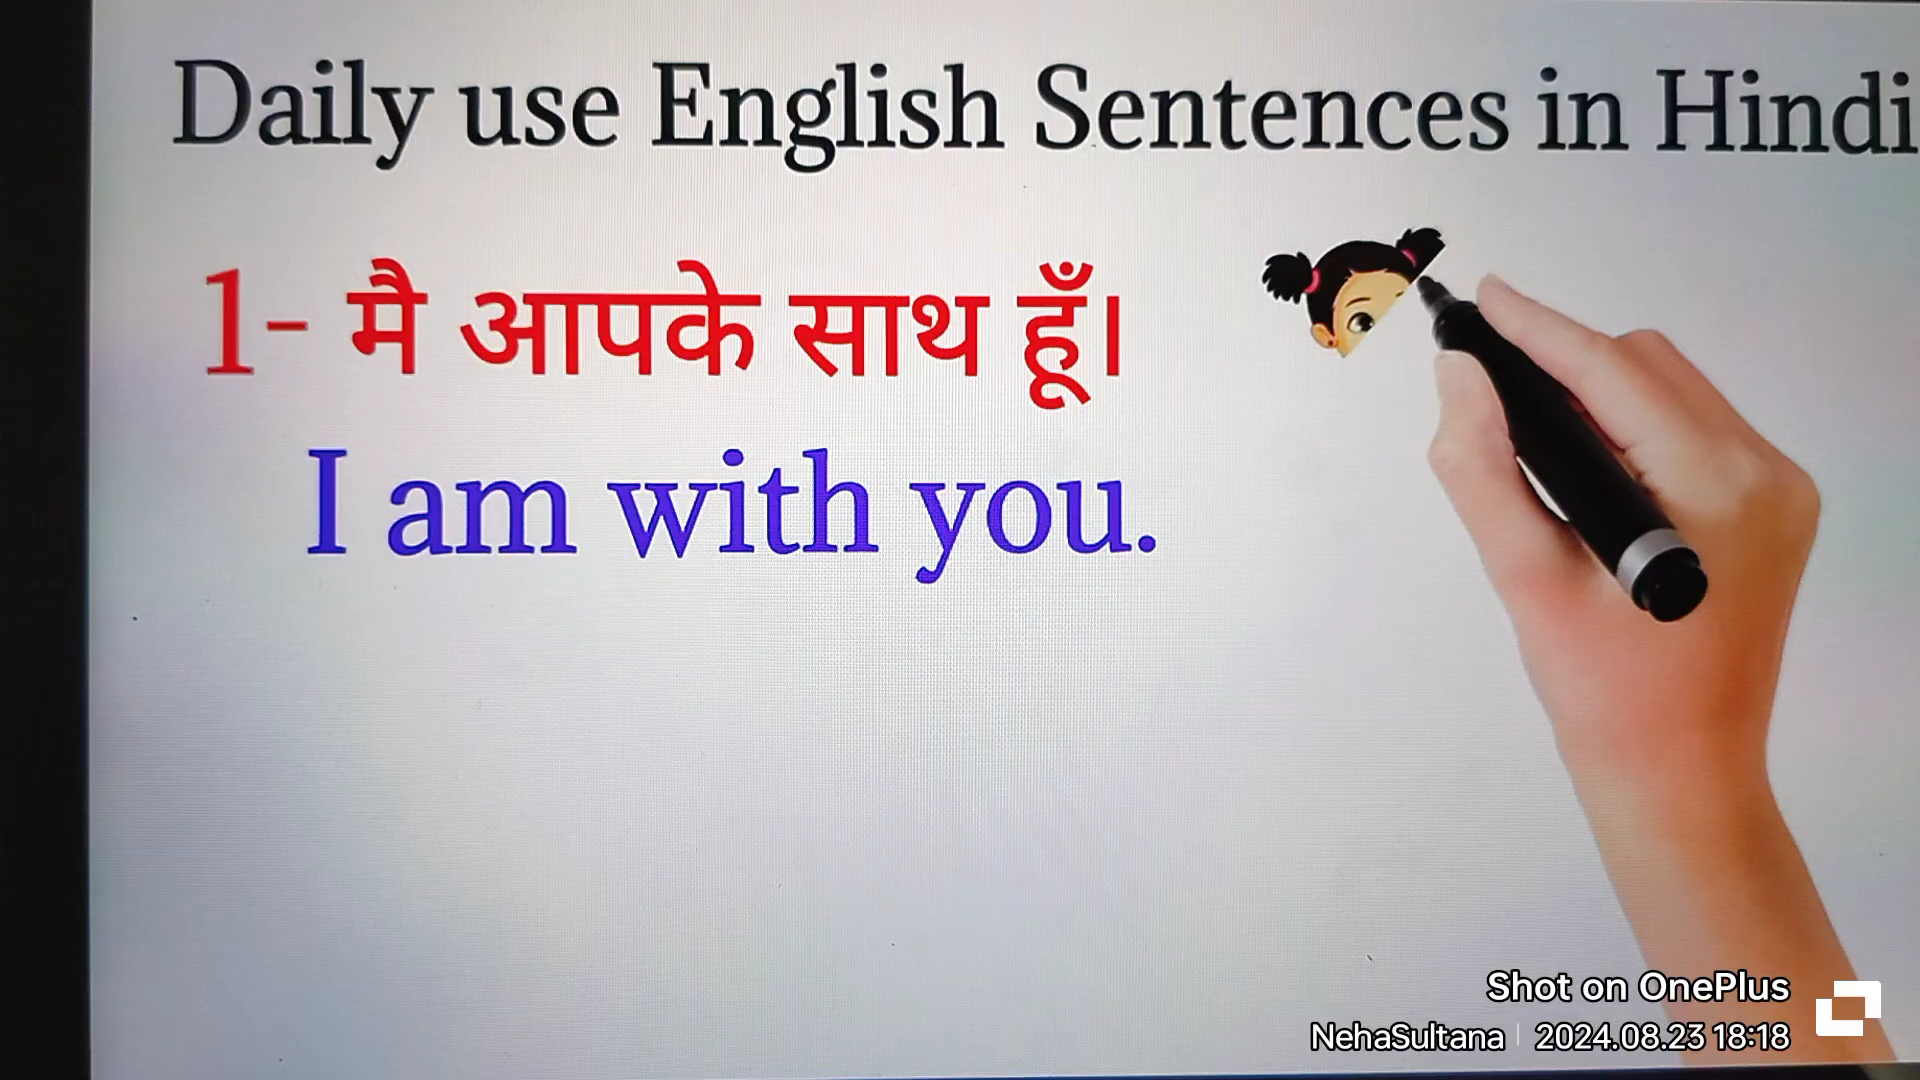 Daily use English Sentences in Hindi
1- मै आपके साथ हूँ।
I am with you.
Shot on OnePlus
NehaSultana | 2024.08.23 18:18